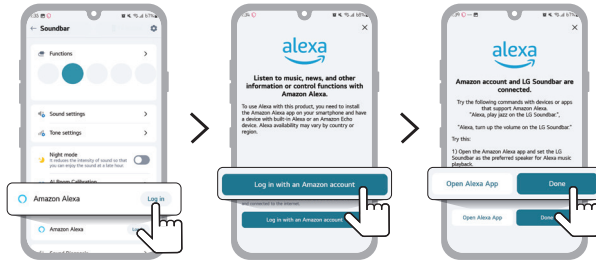 Soundbar
Functions
Sound settings
Tone settings
Night mode
It reduces the intensity of sound so that
you can enjoy the sound at a late hour.
AI Room Calibration
Amazon Alexa
Log in
Amazon Alexa
alexa
Listen to music, news, and other
information or control functions with
Amazon Alexa.
To use Alexa with this product, you need to install
the Amazon Alexa app on your smartphone and have
a device with built-in Alexa or an Amazon Echo
device. Alexa availability may vary by country or
region.
Log in with an Amazon account
and connected to the internet.
Log in with an Amazon account
alexa
Amazon account and LG Soundbar are
connected.
Try the following commands with devices or apps
that support Amazon Alexa.
"Alexa, play jazz on the LG Soundbar.",
"Alexa, turn up the volume on the LG Soundbar."
Try this:
1) Open the Amazon Alexa app and set the LG
Soundbar as the preferred speaker for Alexa music
playback.
Open Alexa App
Done
Open Alexa App
Done